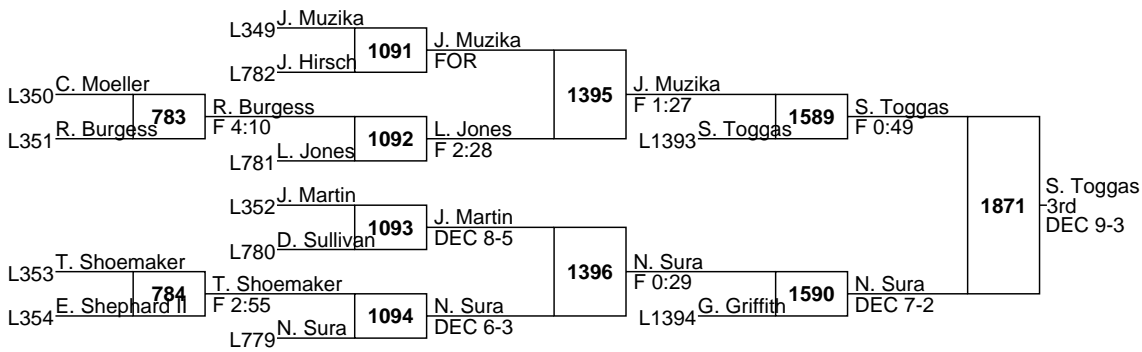 L349 J. Muzika
1091 J. Muzika
L782 J. Hirsch FOR
L350 C. Moeller
1395 J. Muzika
783 R. Burgess F 1:27 1589 S. Toggas
L351 R. Burgess F 4:10 1092 L. Jones L1393 S. Toggas F 0:49
L781 L. Jones F 2:28
L352 J. Martin 1871 S. Toggas
3rd
1093 J. Martin DEC 9-3
L780 D. Sullivan DEC 8-5
L353 T. Shoemaker 1396 N. Sura
784 T. Shoemaker F 0:29 1590 N. Sura
L354 E. Shephard II F 2:55 1094 N. Sura L1394 G. Griffith DEC 7-2
L779 N. Sura DEC 6-3